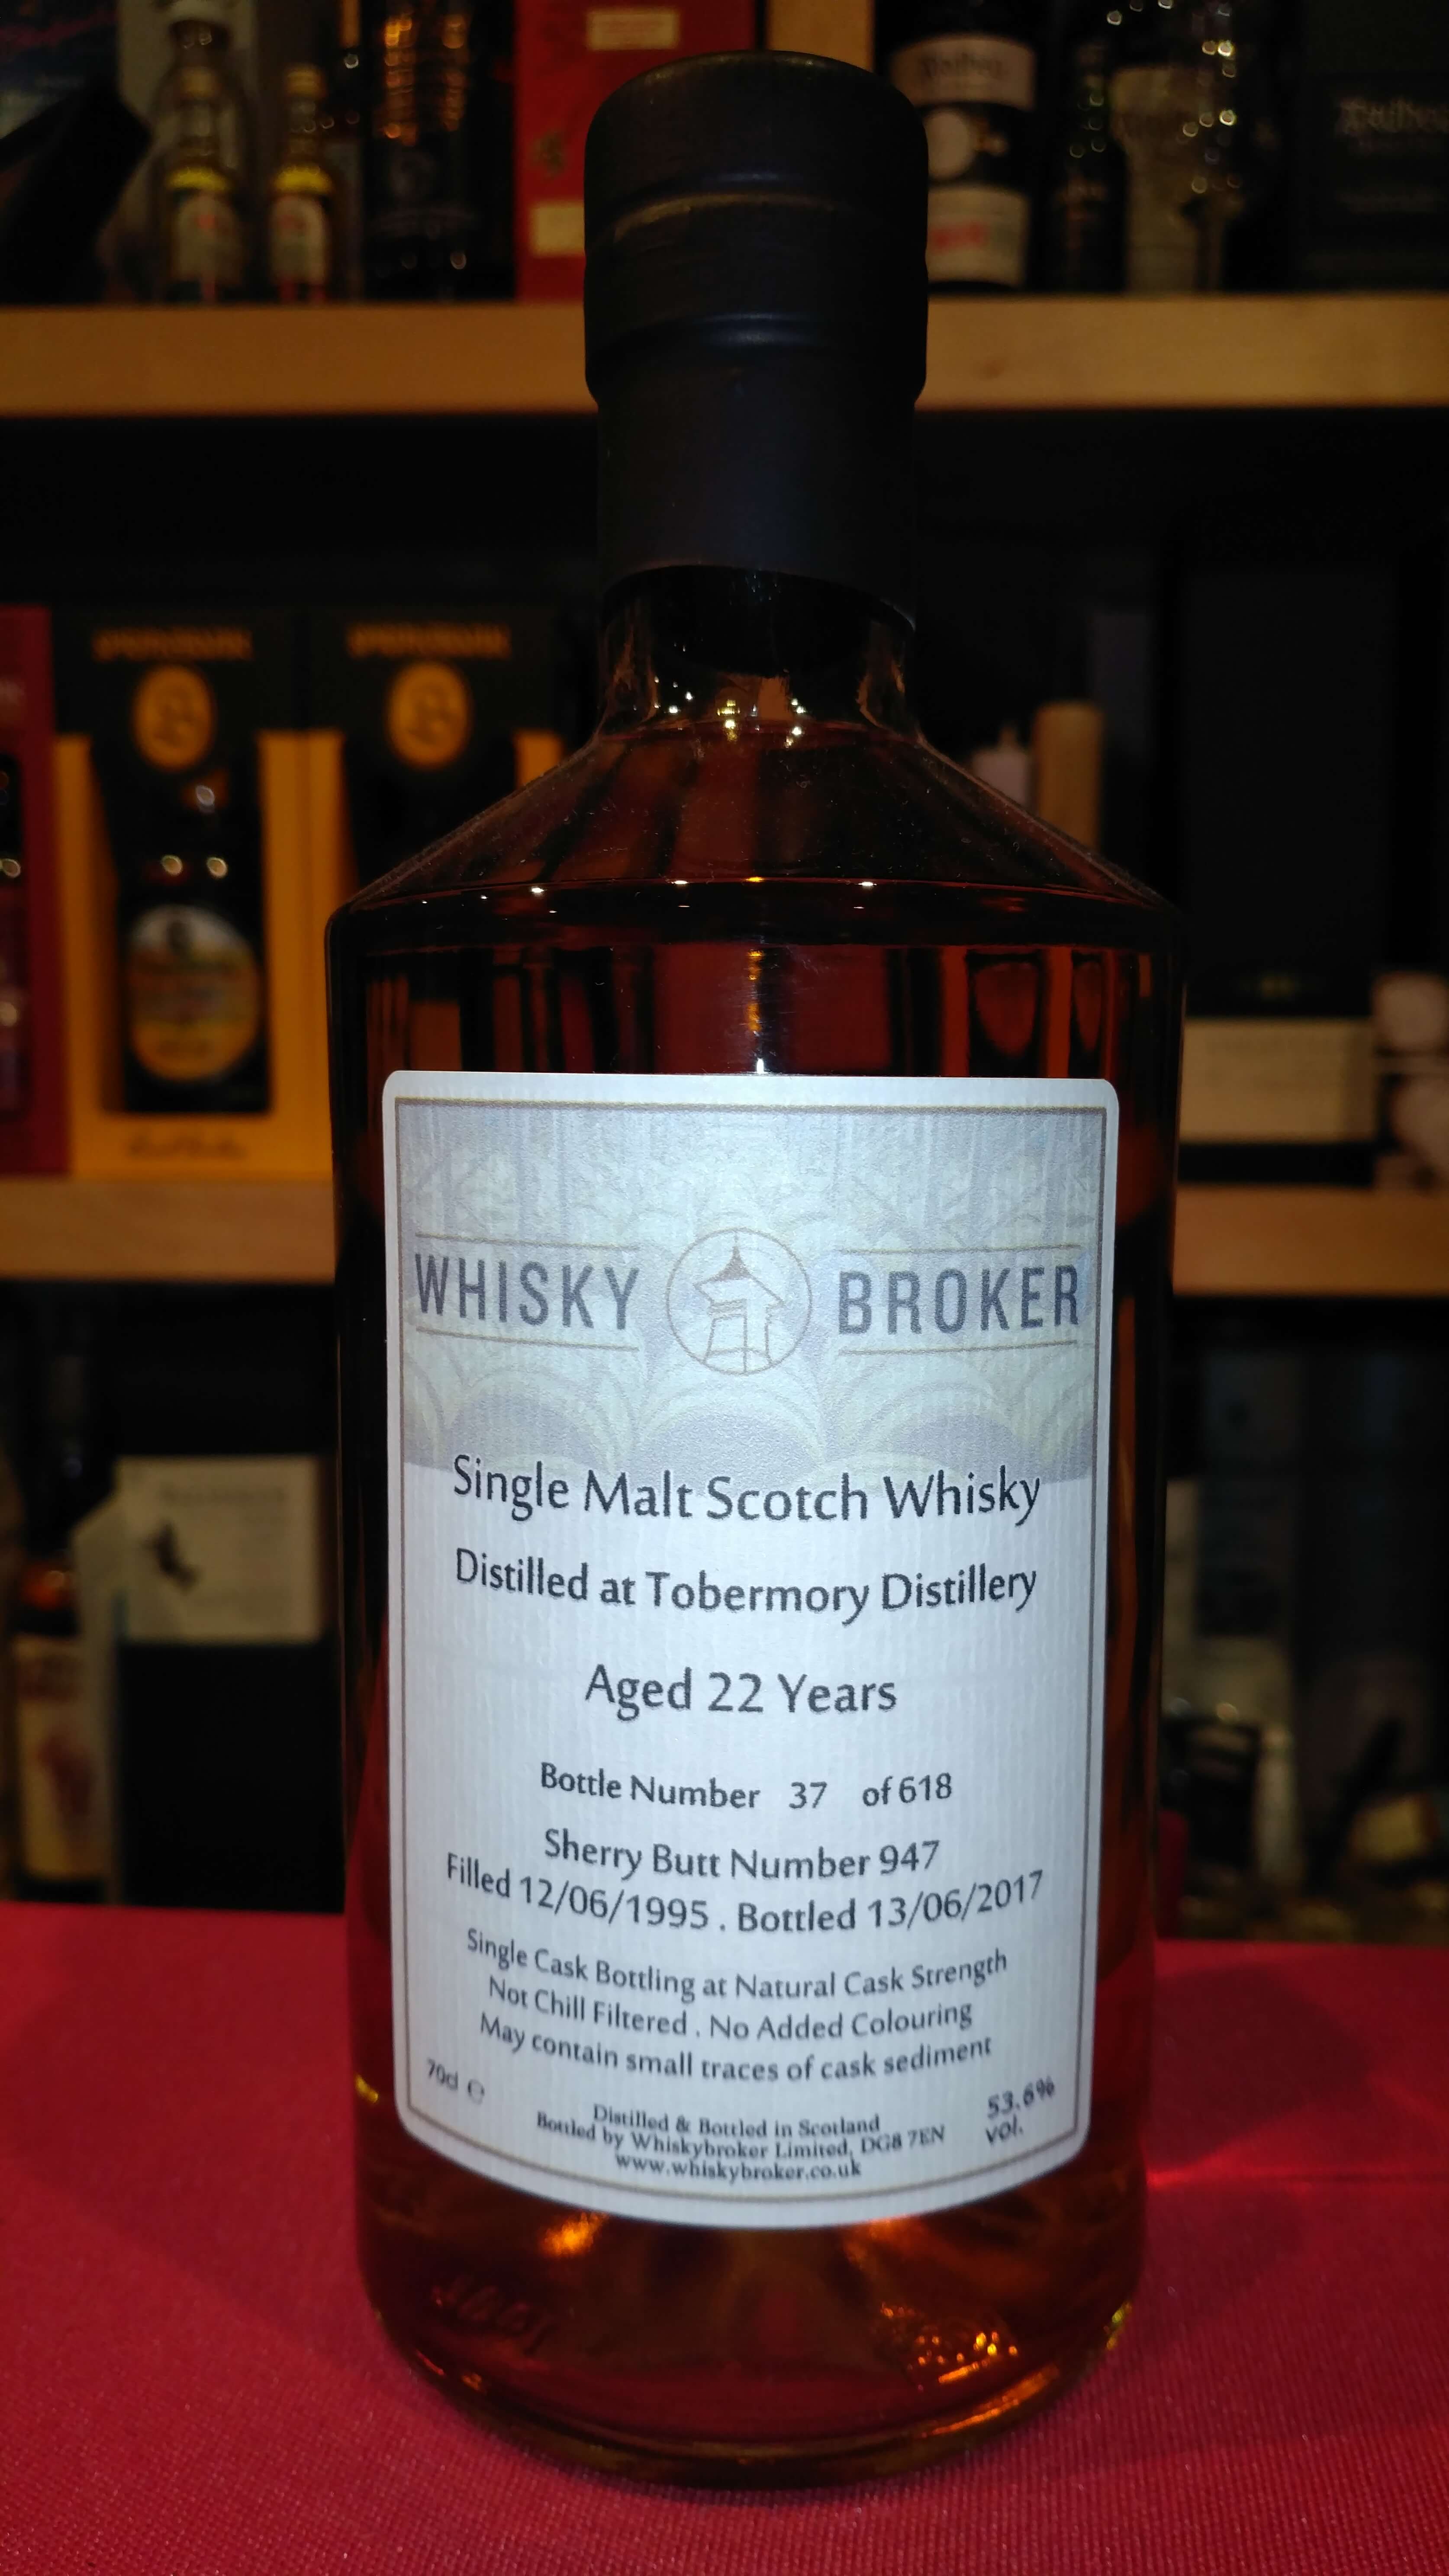 WHISKY BROKER
Single Malt Scotch Whisky
Distilled at Tobermory Distillery
Aged 22 Years
Bottle Number 37 of 618
Sherry Butt Number 947
Filled 12/06/1995 . Bottled 13/06/2017
Single Cask Bottling at Natural Cask Strength
Not Chill Filtered . No Added Colouring
May contain small traces of cask sediment
70cl ℮
53.6%
vol.
Distilled & Bottled in Scotland
Bottled by Whiskybroker Limited, DG8 7EN
www.whiskybroker.co.uk